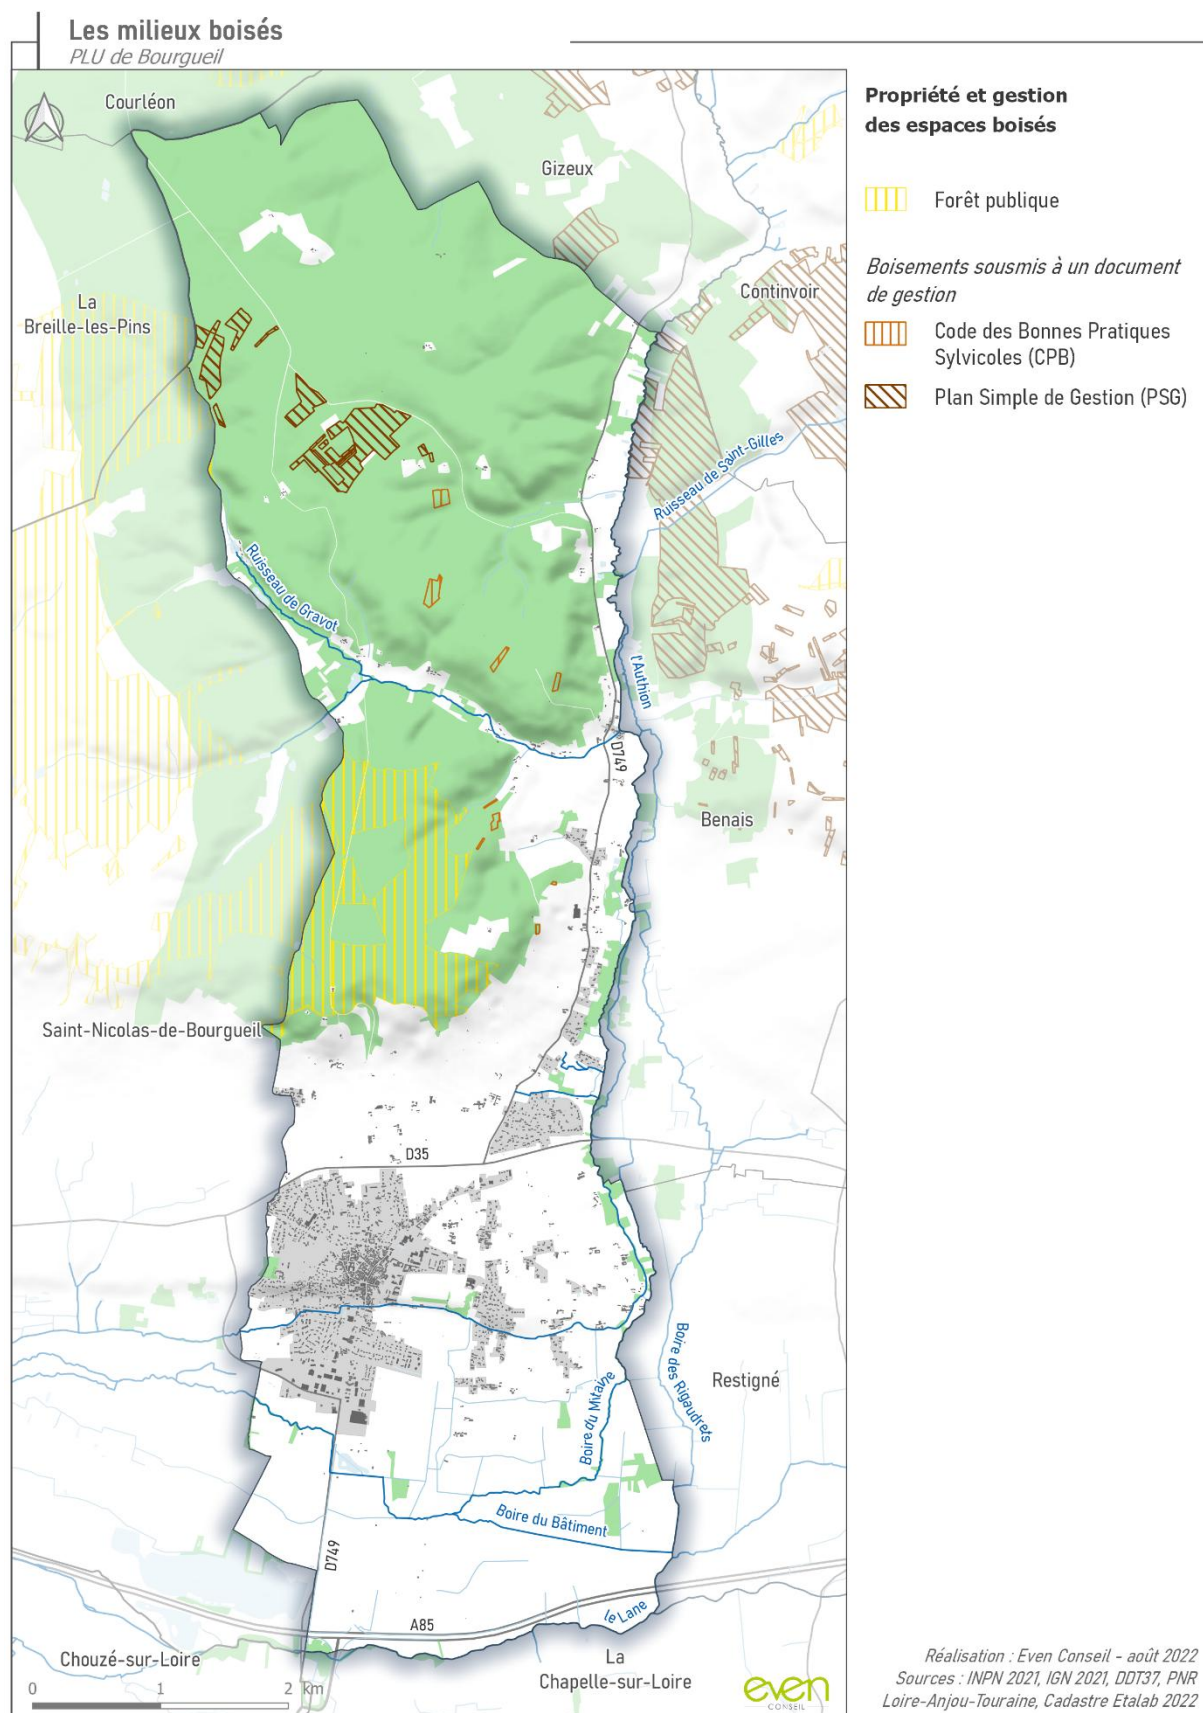 Les milieux boisés
PLU de Bourgueil
Courléon
Gizeux
La
Breille-les-Pins
Continvoir
Ruisseau de Saint-Gilles
Ruisseau de Gravot
l'Authion
D749
Benais
Saint-Nicolas-de-Bourgueil
D35
Boire des Rigaudrets
Restigné
Boire du Mitaine
Boire du Bâtiment
D749
A85
le Lane
Chouzé-sur-Loire
La
Chapelle-sur-Loire
0 1 2 km
even
CONSEIL
Propriété et gestion
des espaces boisés
Forêt publique
Boisements sousmis à un document
de gestion
Code des Bonnes Pratiques
Sylvicoles (CPB)
Plan Simple de Gestion (PSG)
Réalisation : Even Conseil - août 2022
Sources : INPN 2021, IGN 2021, DDT37, PNR
Loire-Anjou-Touraine, Cadastre Etalab 2022